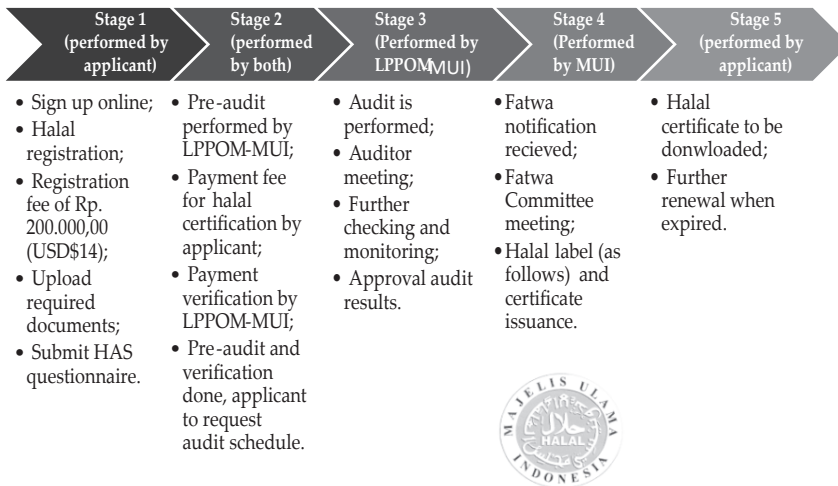 Stage 1
(performed by
applicant)
Stage 2
(performed
by both)
Stage 3
(Performed by
LPPOMMUI)
Stage 4
(Performed
by MUI)
Stage 5
(performed by
applicant)
• Sign up online;
• Halal
registration;
• Registration
fee of Rp.
200.000,00
(USD$14);
• Upload
required
documents;
• Submit HAS
questionnaire.
• Pre-audit
performed by
LPPOM-MUI;
• Payment fee
for halal
certification by
applicant;
• Payment
verification by
LPPOM-MUI;
• Pre-audit and
verification
done, applicant
to request
audit schedule.
• Audit is
performed;
• Auditor
meeting;
• Further
checking and
monitoring;
• Approval audit
results.
• Fatwa
notification
recieved;
• Fatwa
Committee
meeting;
• Halal label (as
follows) and
certificate
issuance.
• Halal
certificate to be
donwloaded;
• Further
renewal when
expired.
MAJELIS ULAMA
حلال
HALAL
INDONESIA